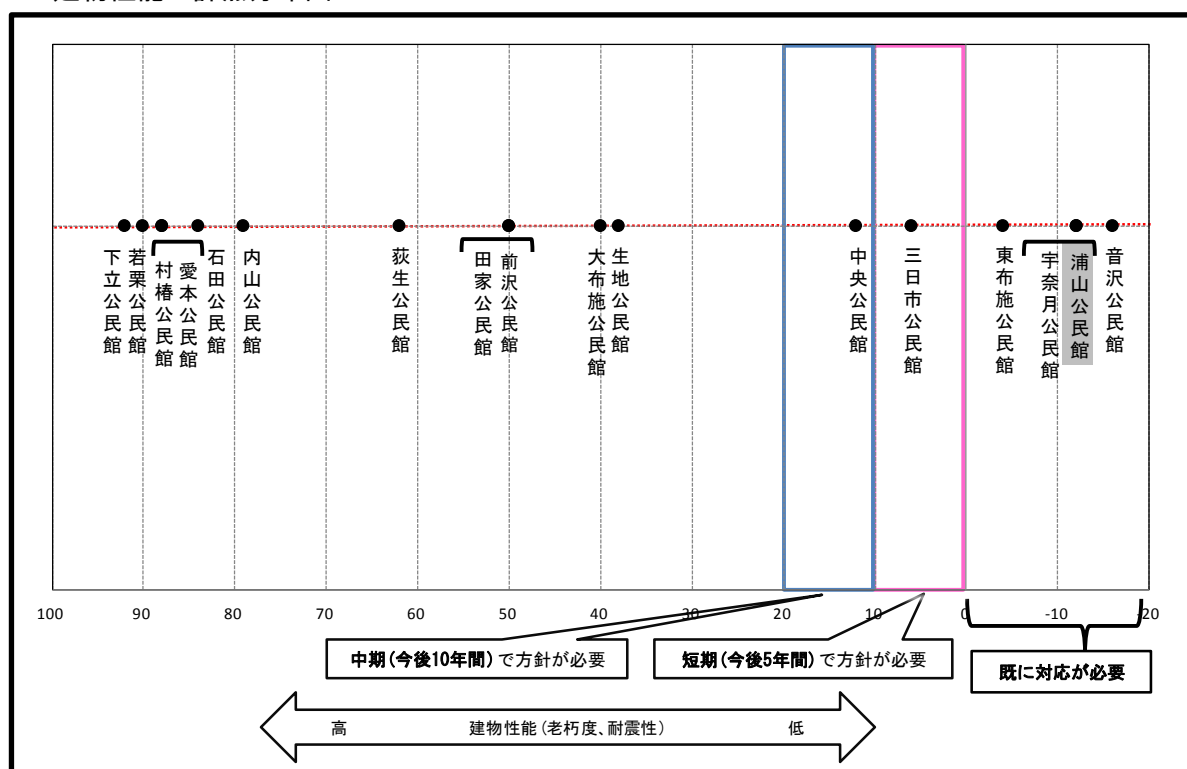 下立公民館
若栗公民館
村椿公民館
愛本公民館
石田公民館
内山公民館
荻生公民館
田家公民館
前沢公民館
大布施公民館
生地公民館
中央公民館
三日市公民館
東布施公民館
宇奈月公民館
浦山公民館
音沢公民館
100 90 80 70 60 50 40 30 20 10 0 -10 -20
中期(今後10年間)で方針が必要
短期(今後5年間)で方針が必要
既に対応が必要
高 建物性能(老朽度、耐震性) 低